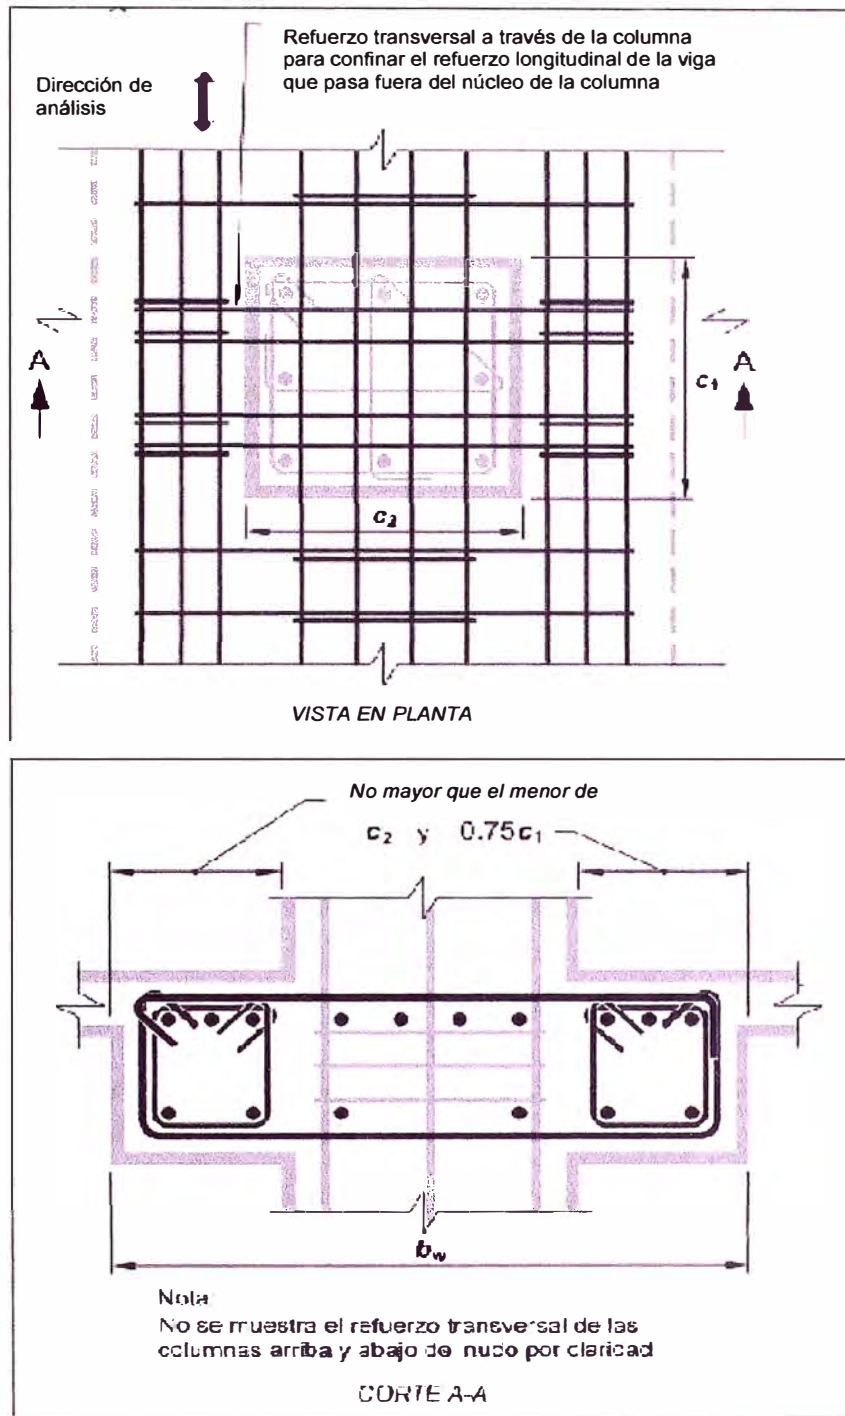 Refuerzo transversal a través de la columna
para confinar el refuerzo longitudinal de la viga
que pasa fuera del núcleo de la columna
Dirección de
análisis
A
A
c₁
c₂
VISTA EN PLANTA
No mayor que el menor de
c₂ y 0.75c₁
b_w
Nota
No se muestra el refuerzo transversal de las
columnas arriba y abajo de nudo por claricad
CORTE A-A